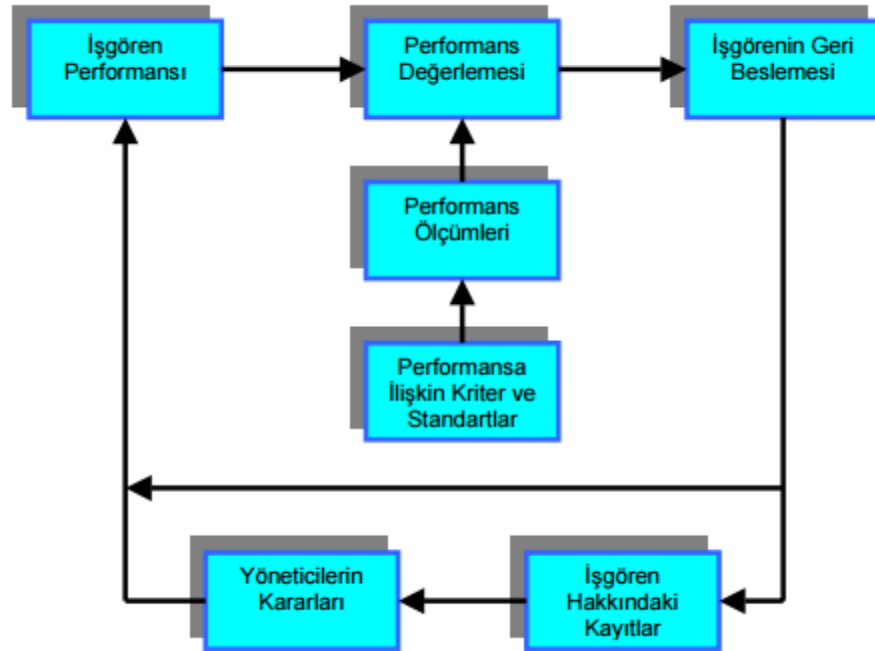 İşgören
Performansı
Performans
Değerlemesi
İşgörenin Geri
Beslemesi
Performans
Ölçümleri
Performansa
İlişkin Kriter ve
Standartlar
Yöneticilerin
Kararları
İşgören
Hakkındaki
Kayıtlar